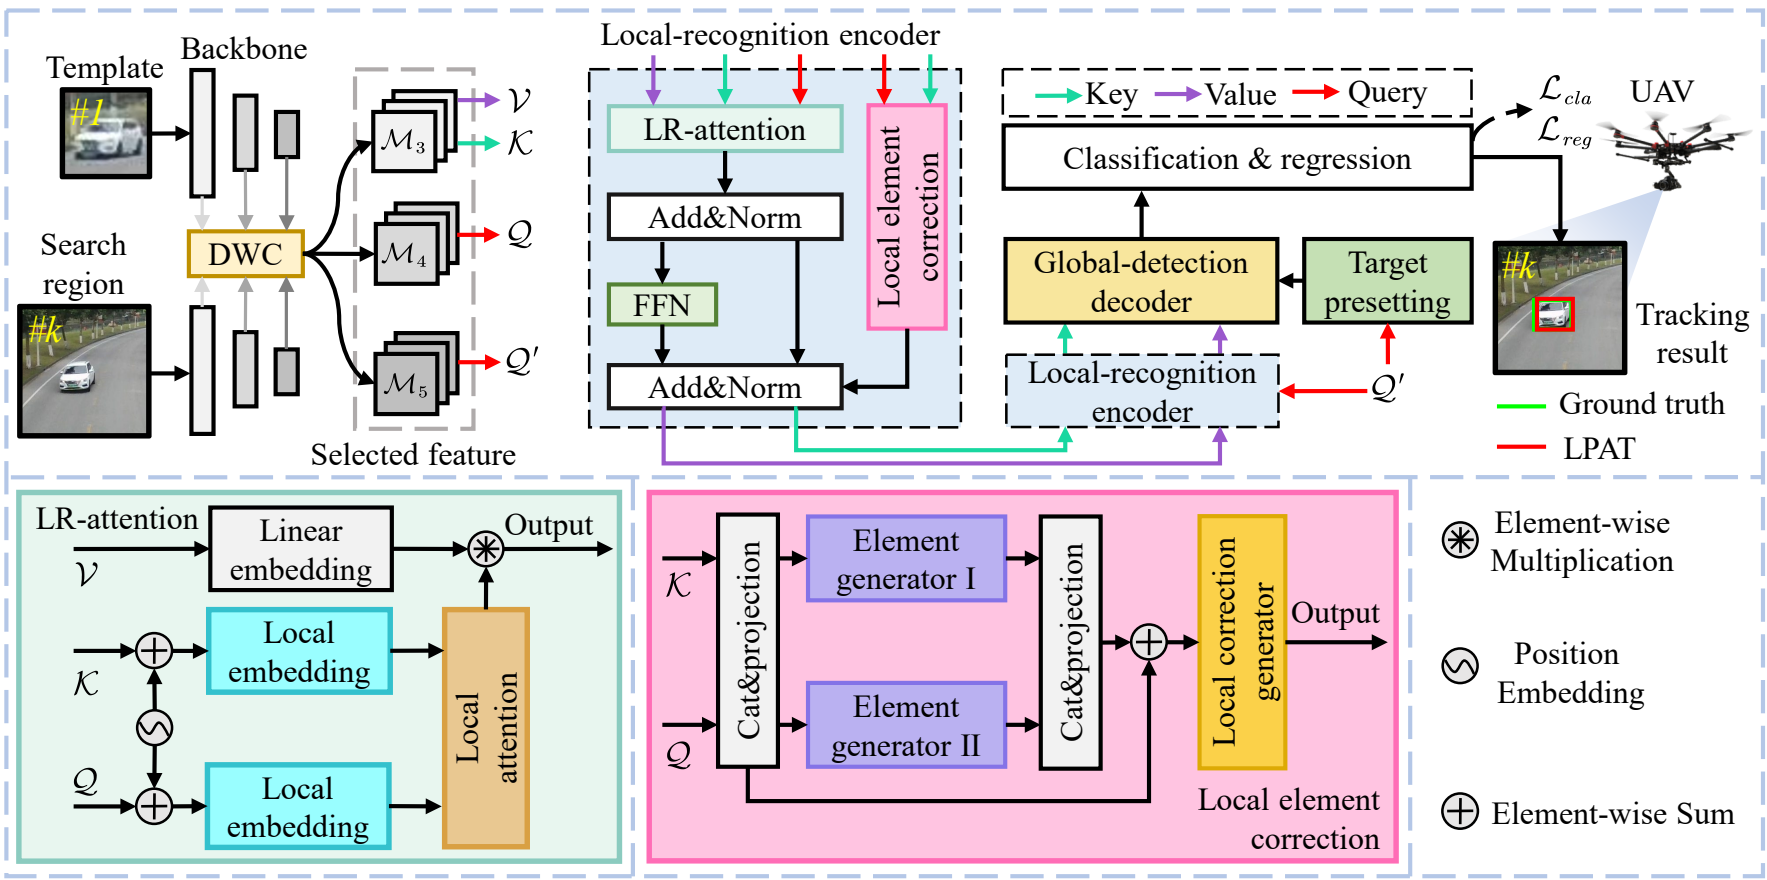 Backbone
Template
#1
Search
region
#k
DWC
ℳ₃
ℳ₄
ℳ₅
𝒱
𝒦
𝒬
𝒬′
Selected feature
Local-recognition encoder
LR-attention
Add&Norm
FFN
Add&Norm
Local element
correction
Key
Value
Query
Classification & regression
ℒ_cla
ℒ_reg
UAV
Global-detection
decoder
Target
presetting
Local-recognition
encoder
𝒬′
#k
Tracking
result
Ground truth
LPAT
LR-attention
𝒱
Linear
embedding
Output
𝒦
Local
embedding
𝒬
Local
embedding
Local
attention
𝒦
𝒬
Cat&projection
Element
generator I
Element
generator II
Cat&projection
Local correction
generator
Output
Local element
correction
Element-wise
Multiplication
Position
Embedding
Element-wise Sum